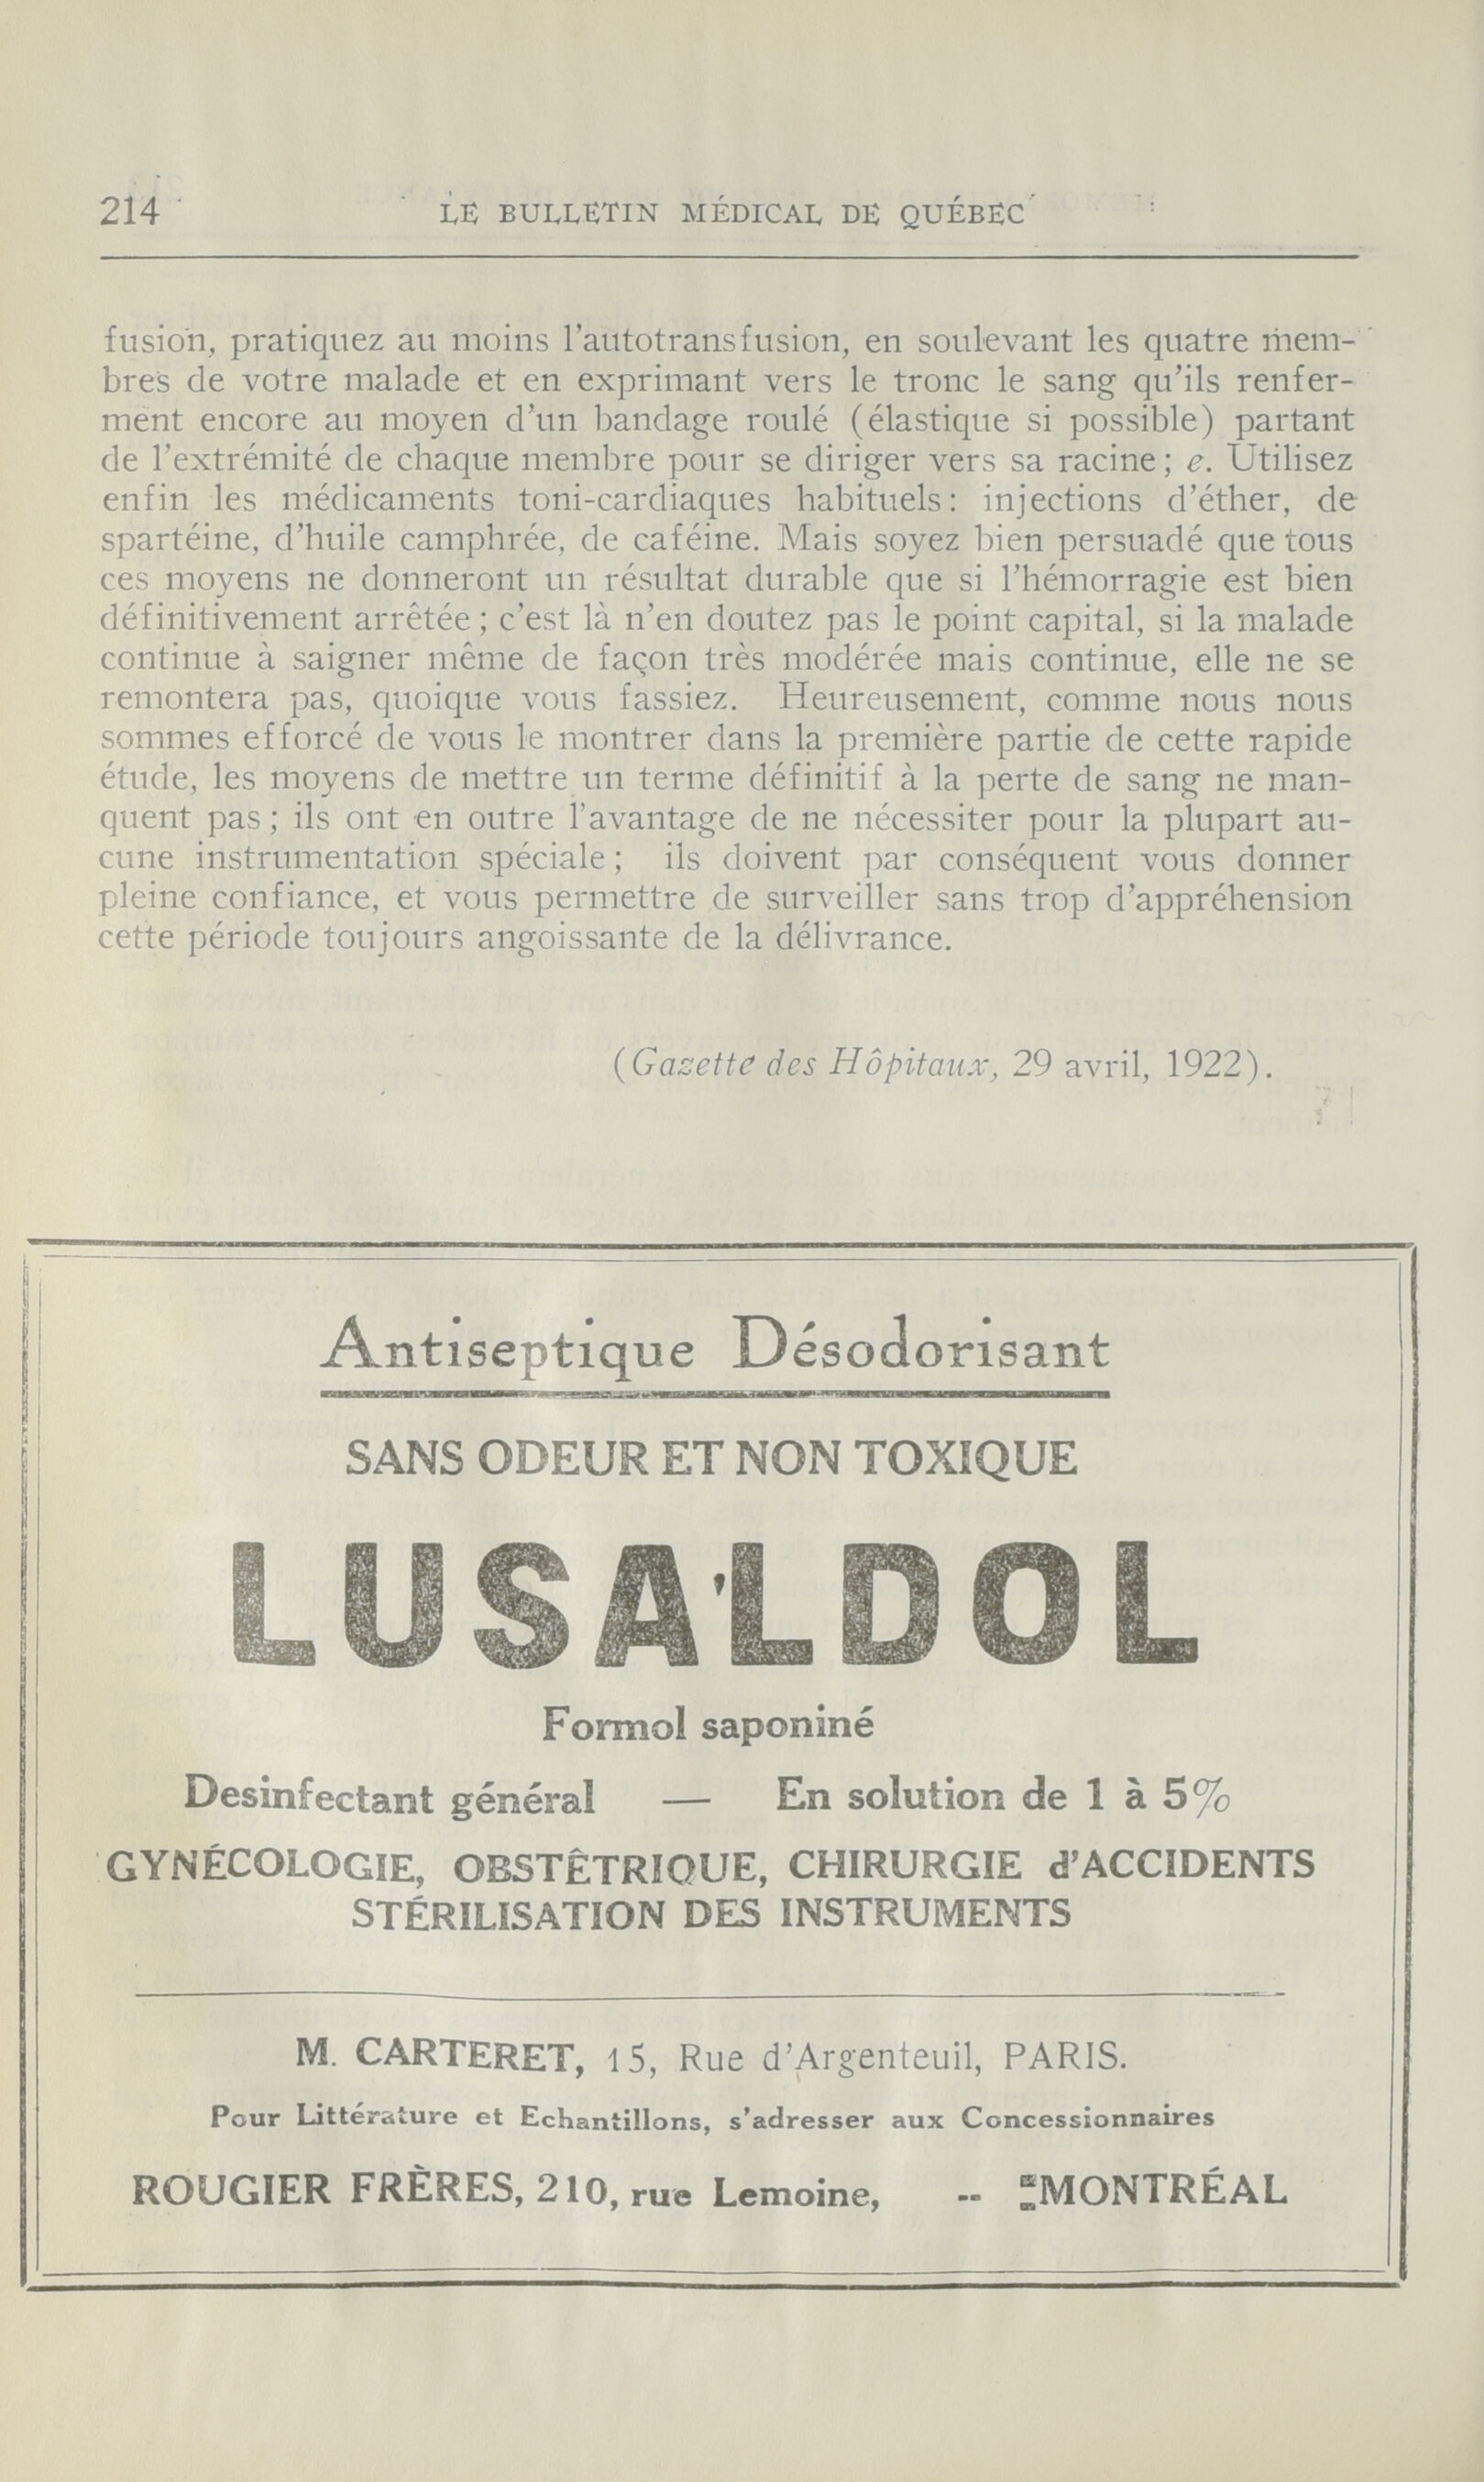 214 LE BULLETIN MÉDICAL DE QUÉBEC
fusion, pratiquez au moins l'autotransfusion, en soulevant les quatre mem-
bres de votre malade et en exprimant vers le tronc le sang qu'ils renfer-
ment encore au moyen d'un bandage roulé (élastique si possible) partant
de l'extrémité de chaque membre pour se diriger vers sa racine; e. Utilisez
enfin les médicaments toni-cardiaques habituels: injections d'éther, de
spartéine, d'huile camphrée, de caféine. Mais soyez bien persuadé que tous
ces moyens ne donneront un résultat durable que si l'hémorragie est bien
définitivement arrêtée; c'est là n'en doutez pas le point capital, si la malade
continue à saigner même de façon très modérée mais continue, elle ne se
remontera pas, quoique vous fassiez. Heureusement, comme nous nous
sommes efforcé de vous le montrer dans la première partie de cette rapide
étude, les moyens de mettre un terme définitif à la perte de sang ne man-
quent pas; ils ont en outre l'avantage de ne nécessiter pour la plupart au-
cune instrumentation spéciale; ils doivent par conséquent vous donner
pleine confiance, et vous permettre de surveiller sans trop d'appréhension
cette période toujours angoissante de la délivrance.
(Gazette des Hôpitaux, 29 avril, 1922).
Antiseptique Désodorisant
SANS ODEUR ET NON TOXIQUE
LUSALDOL
Formol saponiné
Desinfectant général — En solution de 1 à 5%
GYNÉCOLOGIE, OBSTÊTRIQUE, CHIRURGIE d'ACCIDENTS
STÉRILISATION DES INSTRUMENTS
M. CARTERET, 15, Rue d'Argenteuil, PARIS.
Pour Littérature et Echantillons, s'adresser aux Concessionnaires
ROUGIER FRÈRES, 210, rue Lemoine, -- MONTRÉAL